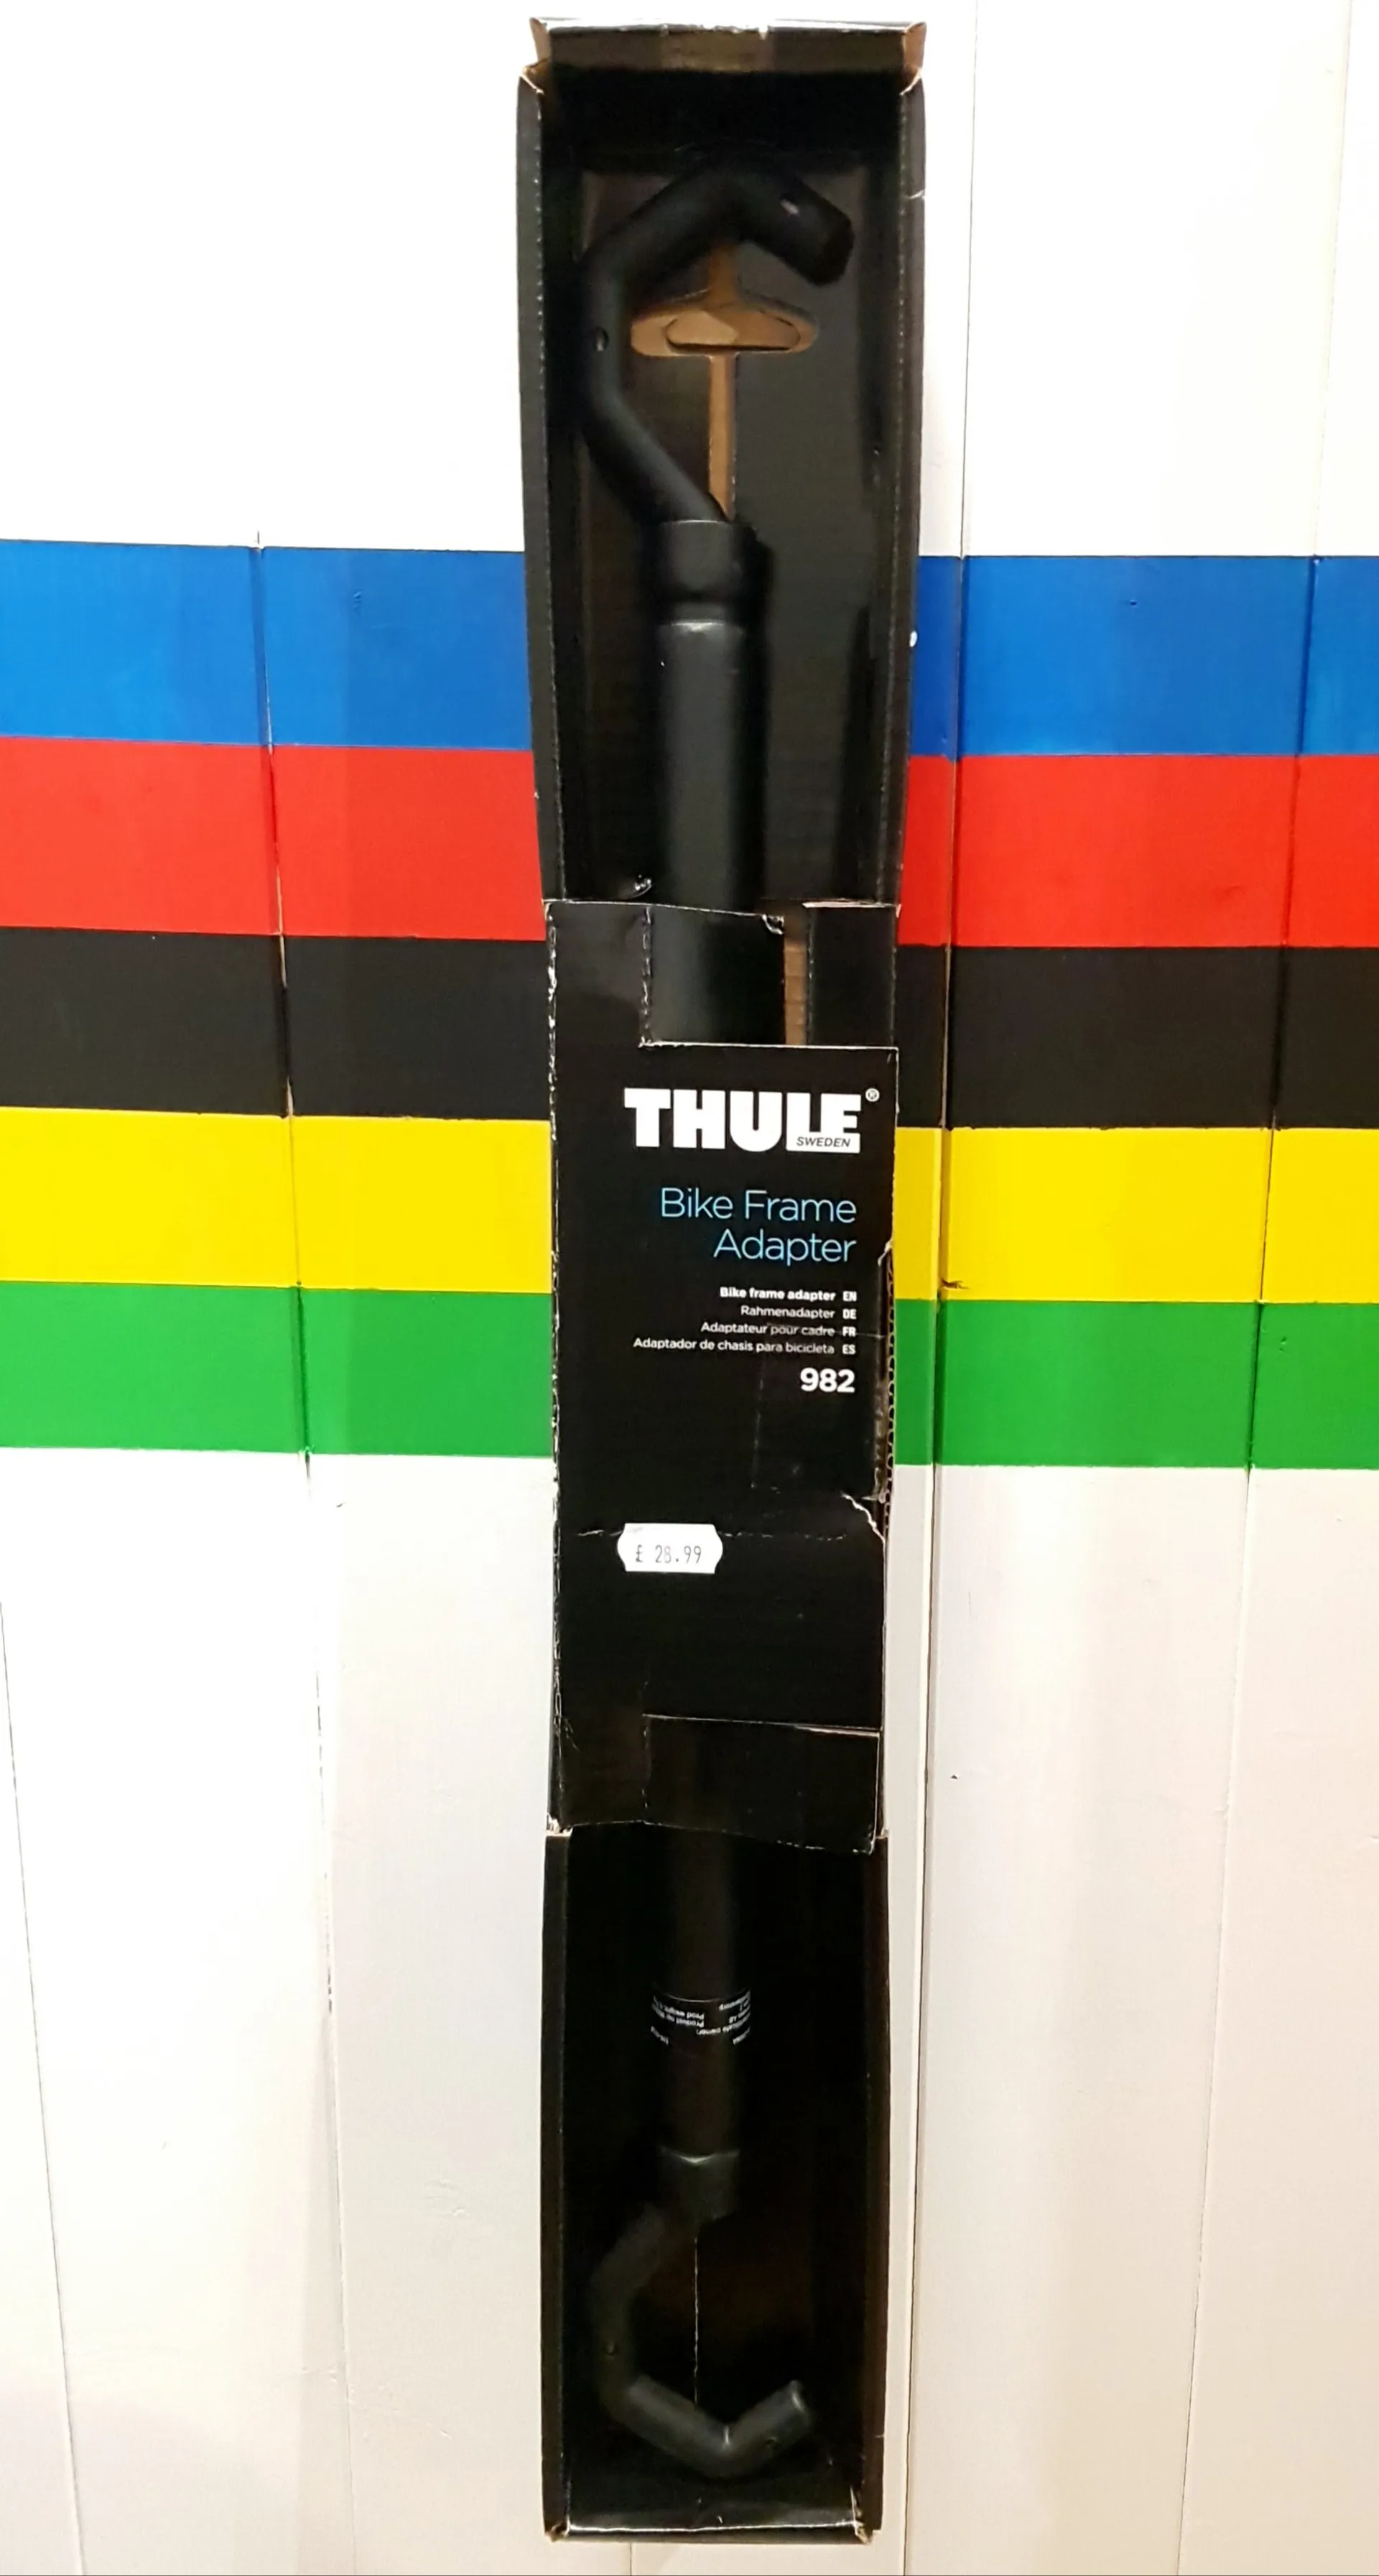 THULE®
SWEDEN
Bike Frame
Adapter
Bike frame adapter EN
Rahmenadapter DE
Adaptateur pour cadre FR
Adaptador de chasis para bicicleta ES
982
£ 28.99